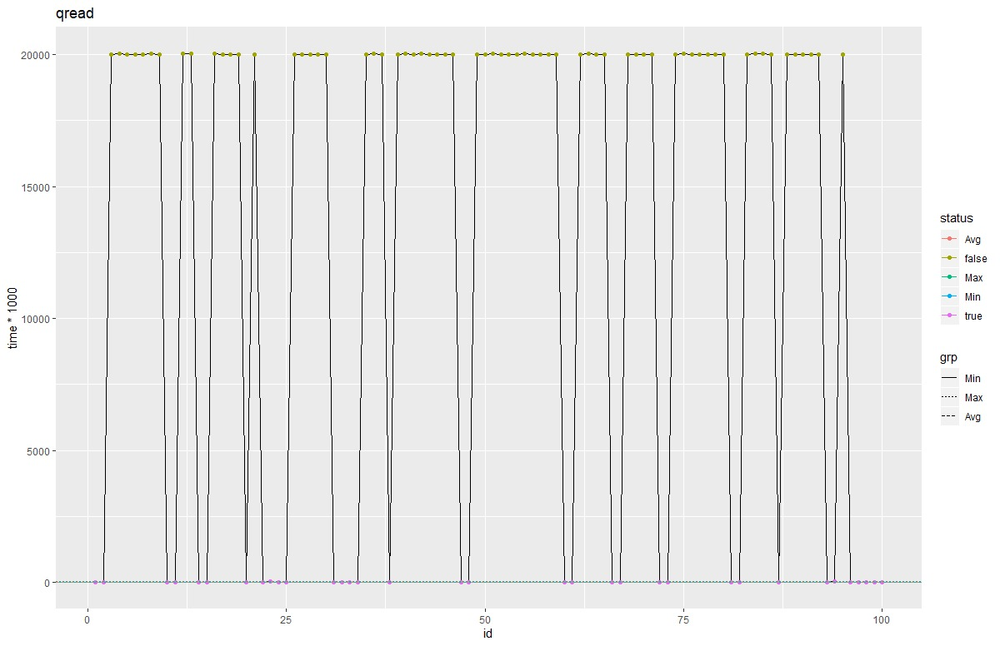 qread
20000
15000
10000
5000
0
time * 1000
0 25 50 75 100
id
status
Avg
false
Max
Min
true
grp
Min
Max
Avg